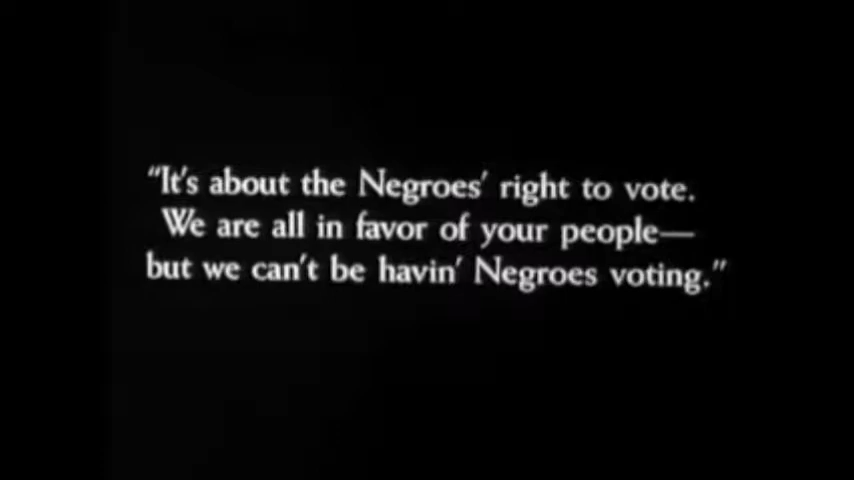 “It’s about the Negroes’ right to vote.
We are all in favor of your people—
but we can’t be havin’ Negroes voting.”